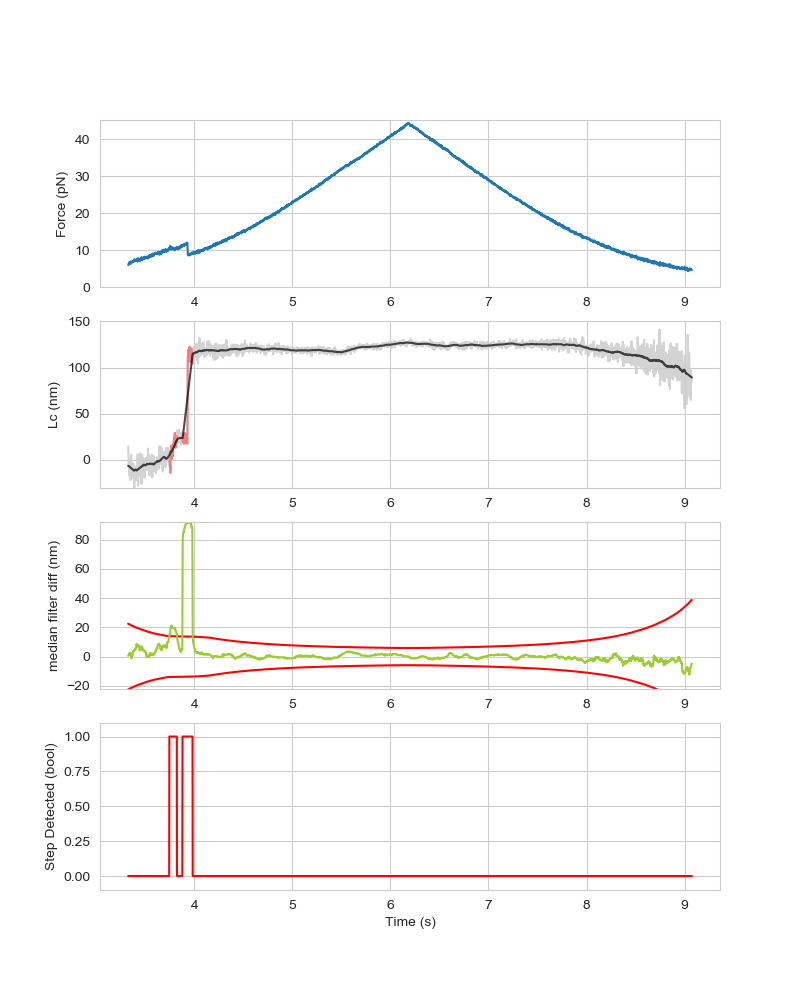 Force (pN)
40
30
20
10
0
4 5 6 7 8 9
Lc (nm)
150
100
50
0
4 5 6 7 8 9
median filter diff (nm)
80
60
40
20
0
−20
4 5 6 7 8 9
Step Detected (bool)
1.00
0.75
0.50
0.25
0.00
4 5 6 7 8 9
Time (s)